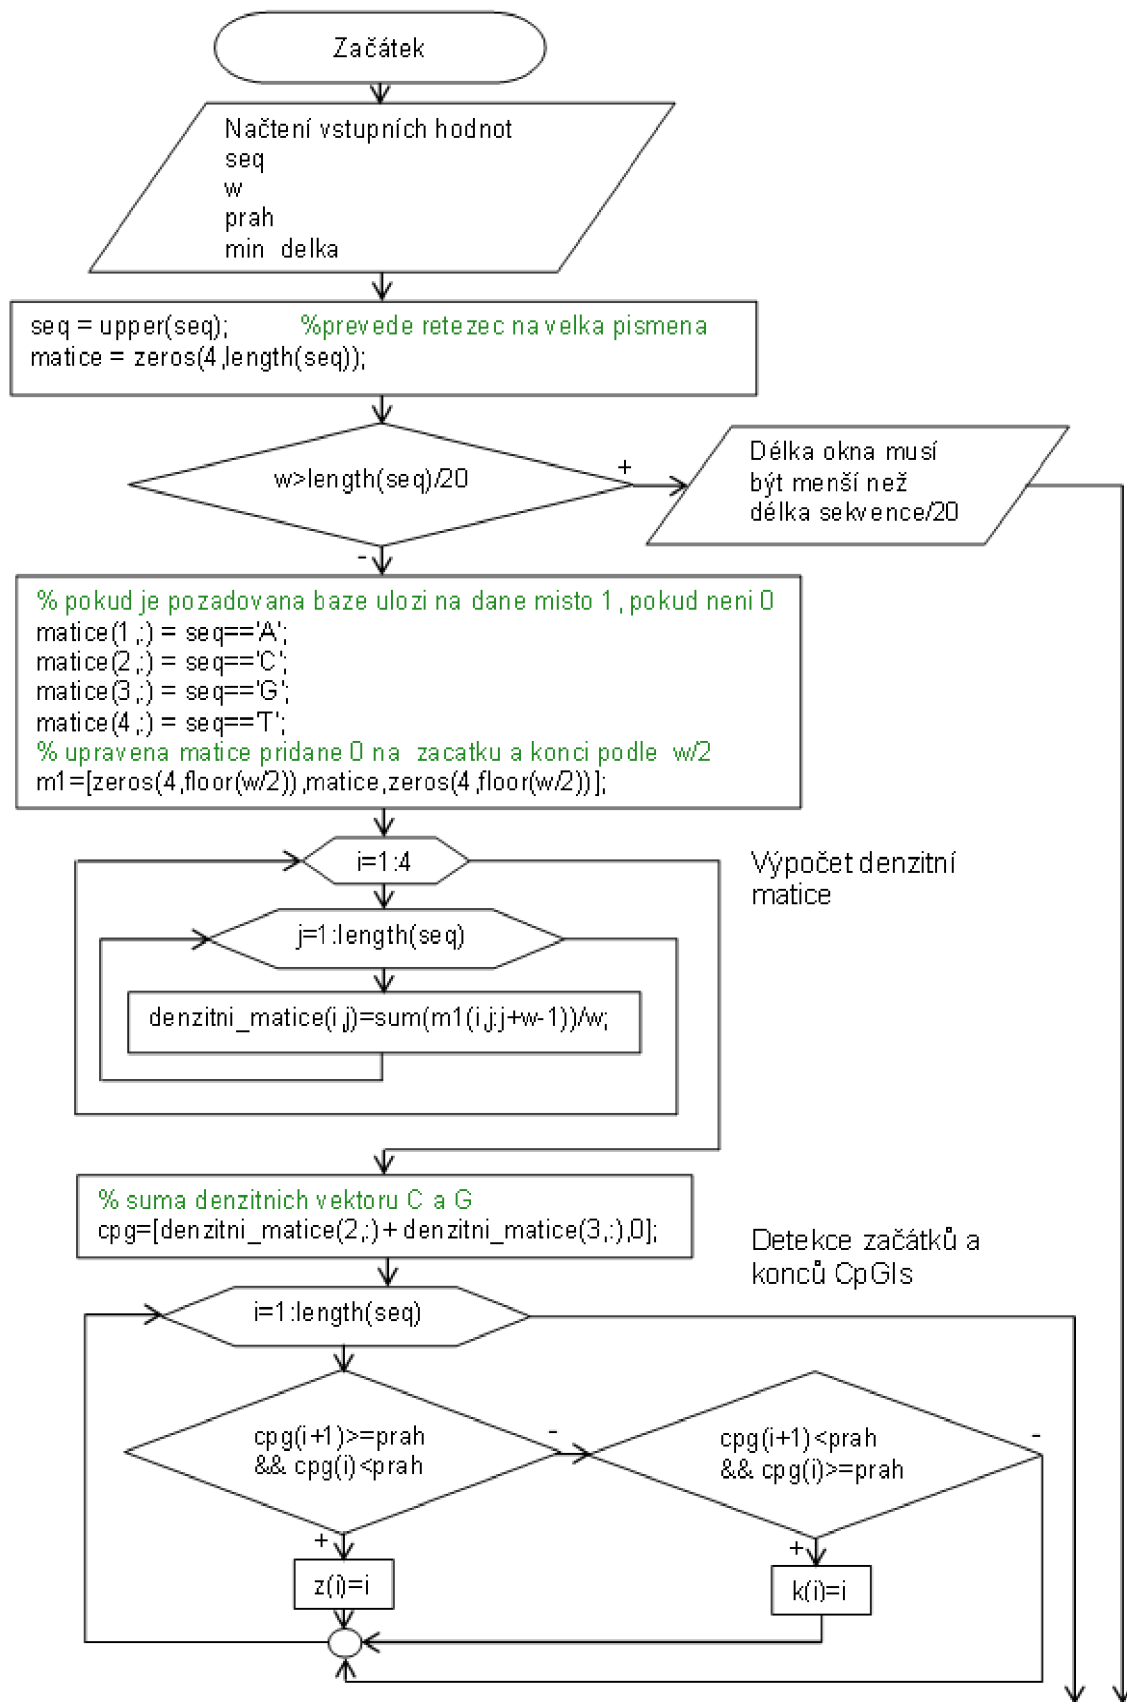 Začátek
Načtení vstupních hodnot
seq
w
prah
min delka
seq = upper(seq); %prevede retezec na velka pismena
matice = zeros(4,length(seq));
w>length(seq)/20
+
Délka okna musí
být menší než
délka sekvence/20
-
% pokud je pozadovana baze ulozi na dane misto 1, pokud neni 0
matice(1,:) = seq=='A';
matice(2,:) = seq=='C';
matice(3,:) = seq=='G';
matice(4,:) = seq=='T';
% upravena matice pridane 0 na zacatku a konci podle w/2
m1=[zeros(4,floor(w/2)),matice,zeros(4,floor(w/2))];
i=1:4
Výpočet denzitní
matice
j=1:length(seq)
denzitni_matice(i,j)=sum(m1(i,j:j+w-1))/w;
% suma denzitnich vektoru C a G
cpg=[denzitni_matice(2,:)+ denzitni_matice(3,:),0];
Detekce začátků a
konců CpGIs
i=1:length(seq)
cpg(i+1)>=prah
&& cpg(i)<prah
-
cpg(i+1)<prah
&& cpg(i)>=prah
-
+
z(i)=i
+
k(i)=i